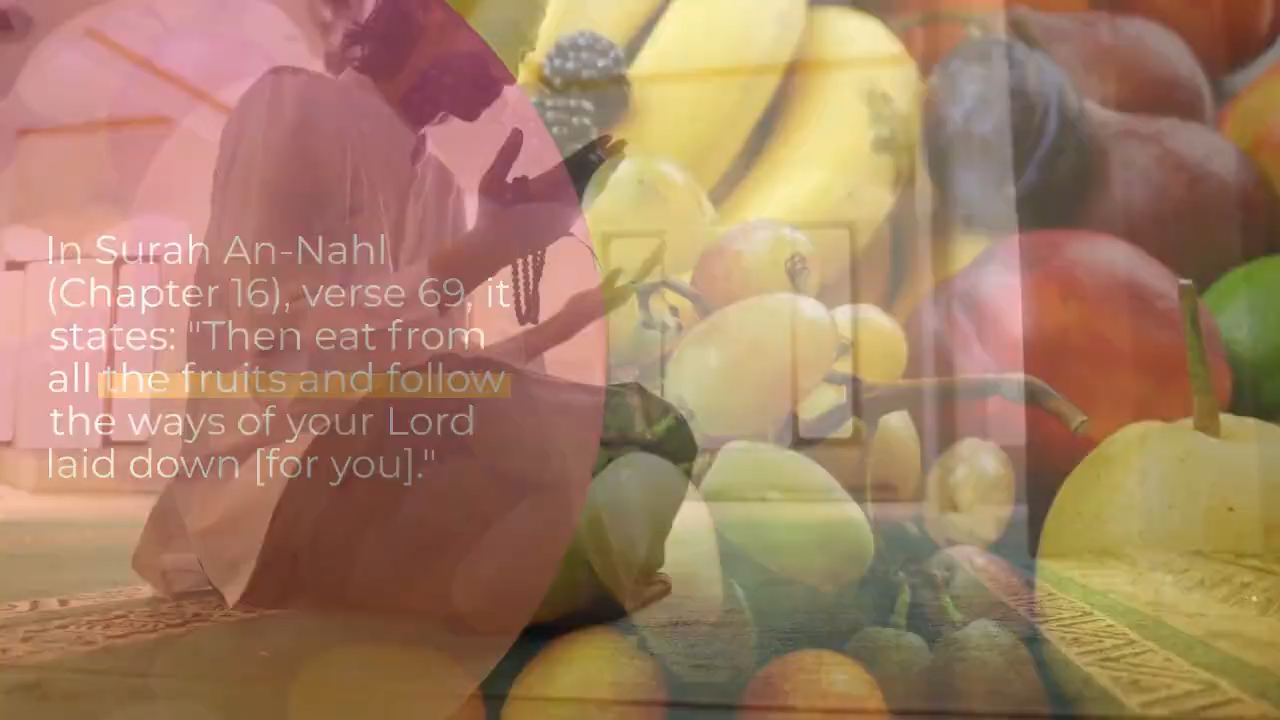 In Surah An-Nahl
(Chapter 16), verse 69, it
states: "Then eat from
all the fruits and follow
the ways of your Lord
laid down [for you]."